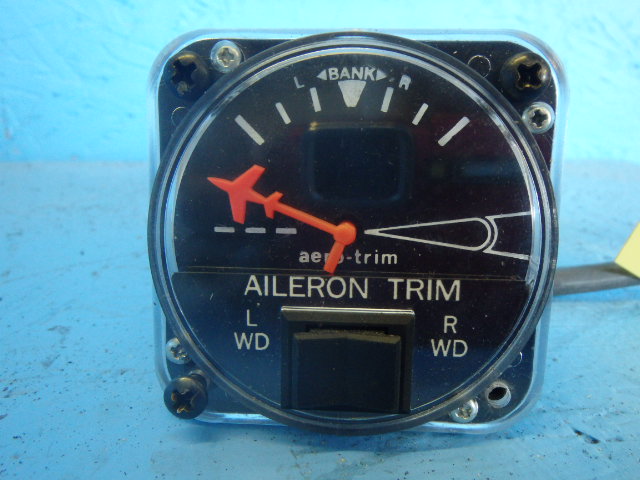 L ◀BANK▶ R
aero-trim
AILERON TRIM
L WD
R WD